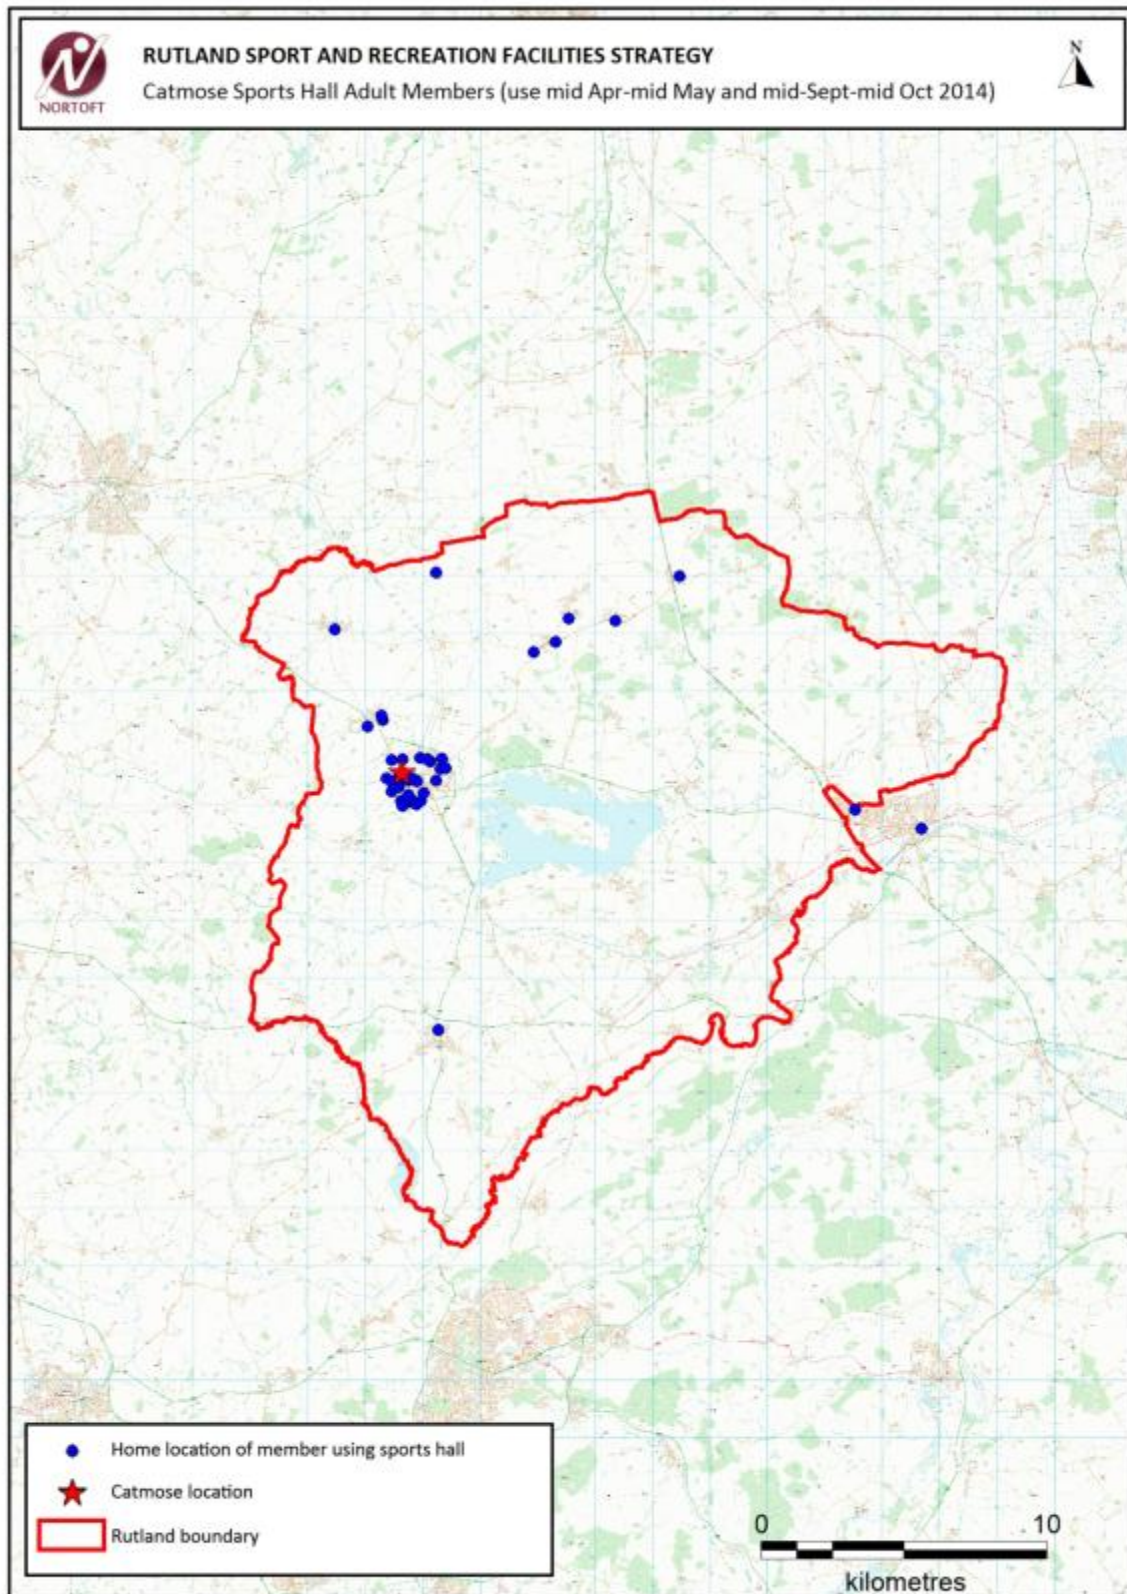 RUTLAND SPORT AND RECREATION FACILITIES STRATEGY
Catmose Sports Hall Adult Members (use mid Apr-mid May and mid-Sept-mid Oct 2014)
N
NORTOFT
Home location of member using sports hall
Catmose location
Rutland boundary
0 10
kilometres